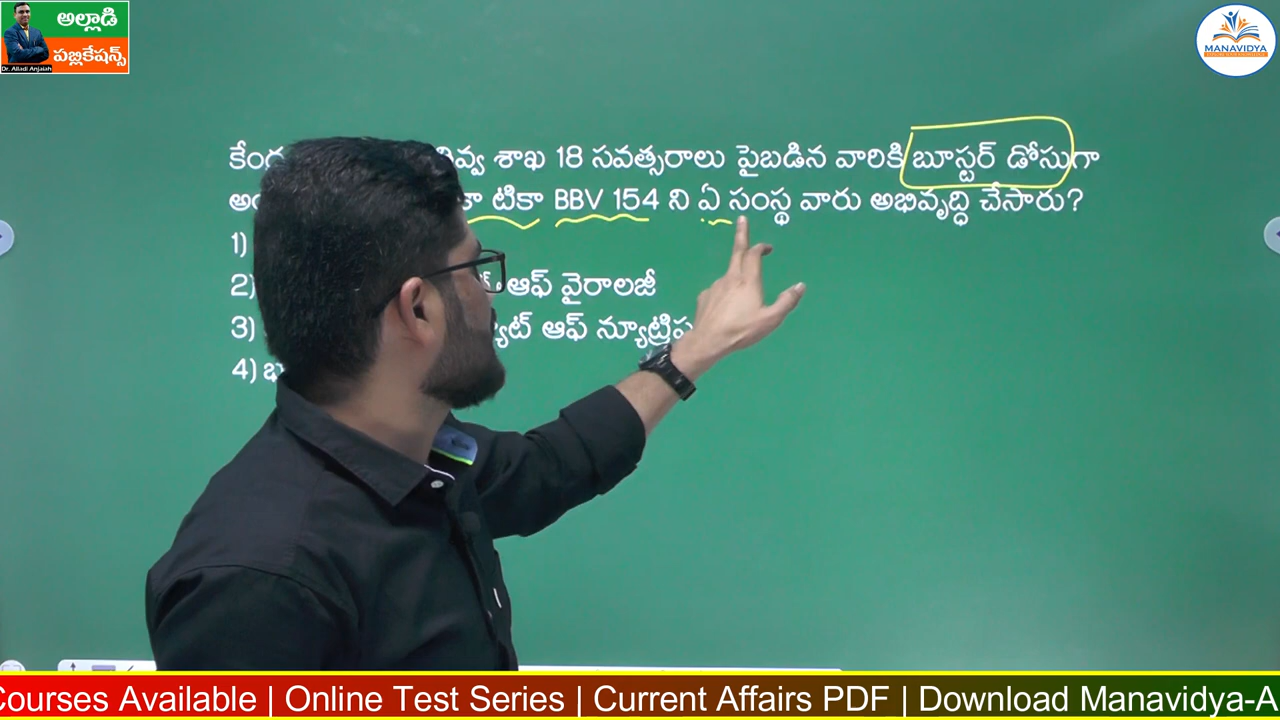 అల్లాడి
పబ్లికేషన్స్
Dr. Alladi Anjaiah
MANAVIDYA
శాఖ 18 సవత్సరాలు పైబడిన వారికి బూస్టర్ డోసుగా
టికా BBV 154 ని ఏ సంస్థ వారు అభివృద్ధి చేసారు?
1)
2) ఆఫ్ వైరాలజీ
3) ఆఫ్
4)
Courses Available | Online Test Series | Current Affairs PDF | Download Manavidya-A